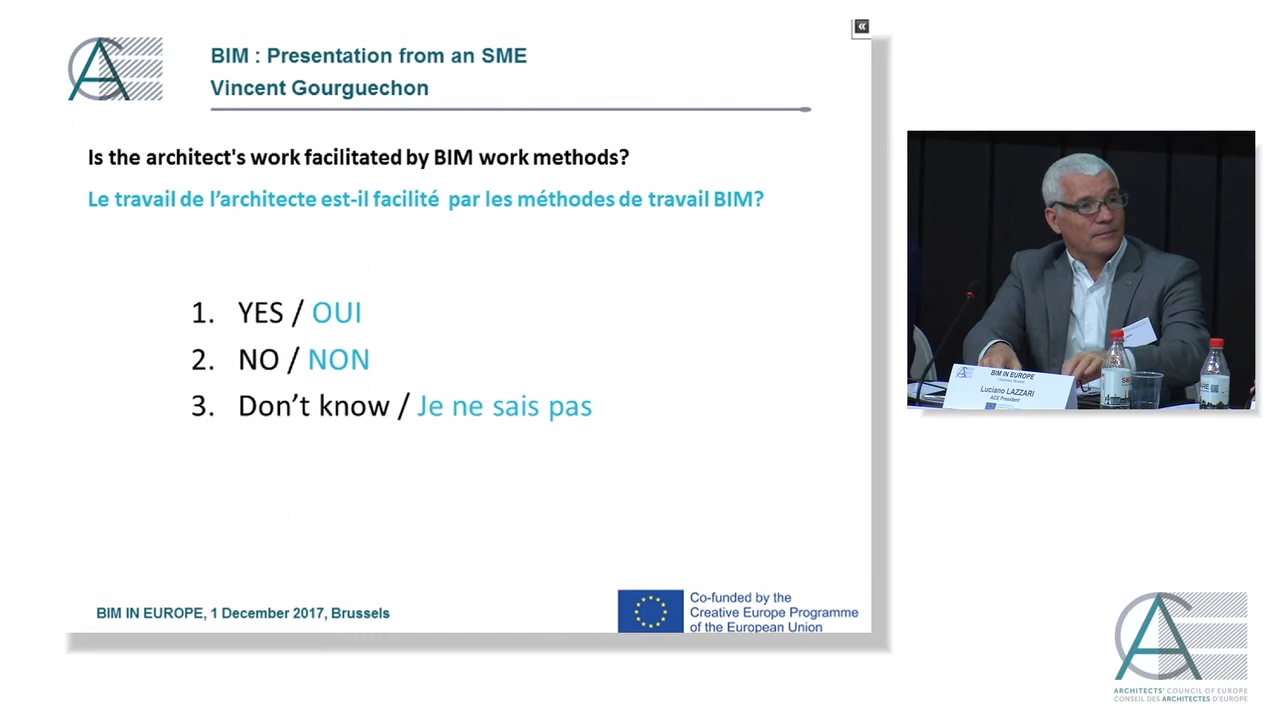 BIM : Presentation from an SME
Vincent Gourguechon
Is the architect's work facilitated by BIM work methods?
Le travail de l’architecte est-il facilité par les méthodes de travail BIM?
1. YES / OUI
2. NO / NON
3. Don’t know / Je ne sais pas
BIM IN EUROPE, 1 December 2017, Brussels
Co-funded by the
Creative Europe Programme
of the European Union
BIM IN EUROPE
1 December, Brussels
Luciano LAZZARI
ACE President
ARCHITECTS' COUNCIL OF EUROPE
CONSEIL DES ARCHITECTES D'EUROPE